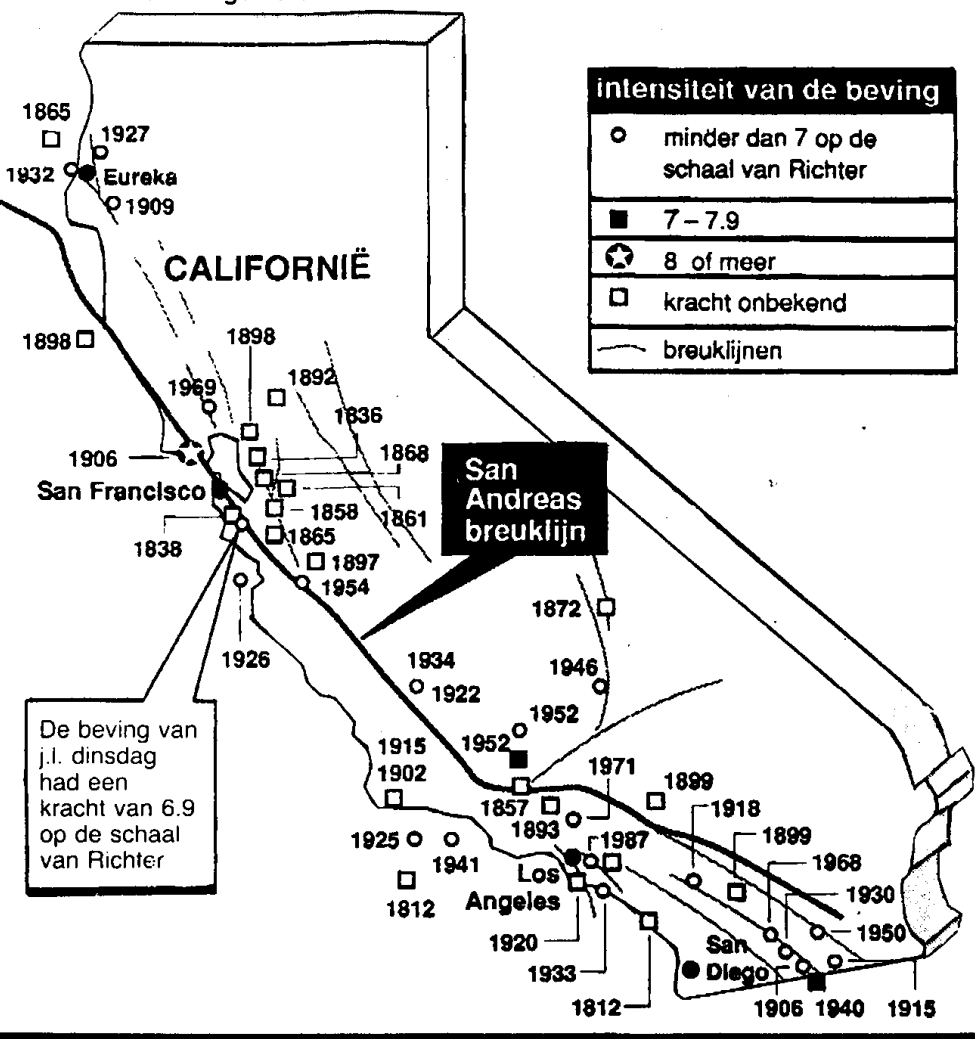 intensiteit van de beving
minder dan 7 op de
schaal van Richter
7 – 7.9
8 of meer
kracht onbekend
breuklijnen
1865
1927
1932
Eureka
1909
CALIFORNIË
1898
1898
1892
1969
1836
1906
1868
San Francisco
1858
1861
1838
1865
1897
1954
San
Andreas
breuklijn
1872
1926
1934
1922
1946
1952
1952
De beving van
j.l. dinsdag
had een
kracht van 6.9
op de schaal
van Richter
1915
1902
1971
1857
1893
1899
1918
1925
1941
1987
1899
1812
Los
Angeles
1968
1930
1920
1950
1933
San
Diego
1812
1906
1940
1915